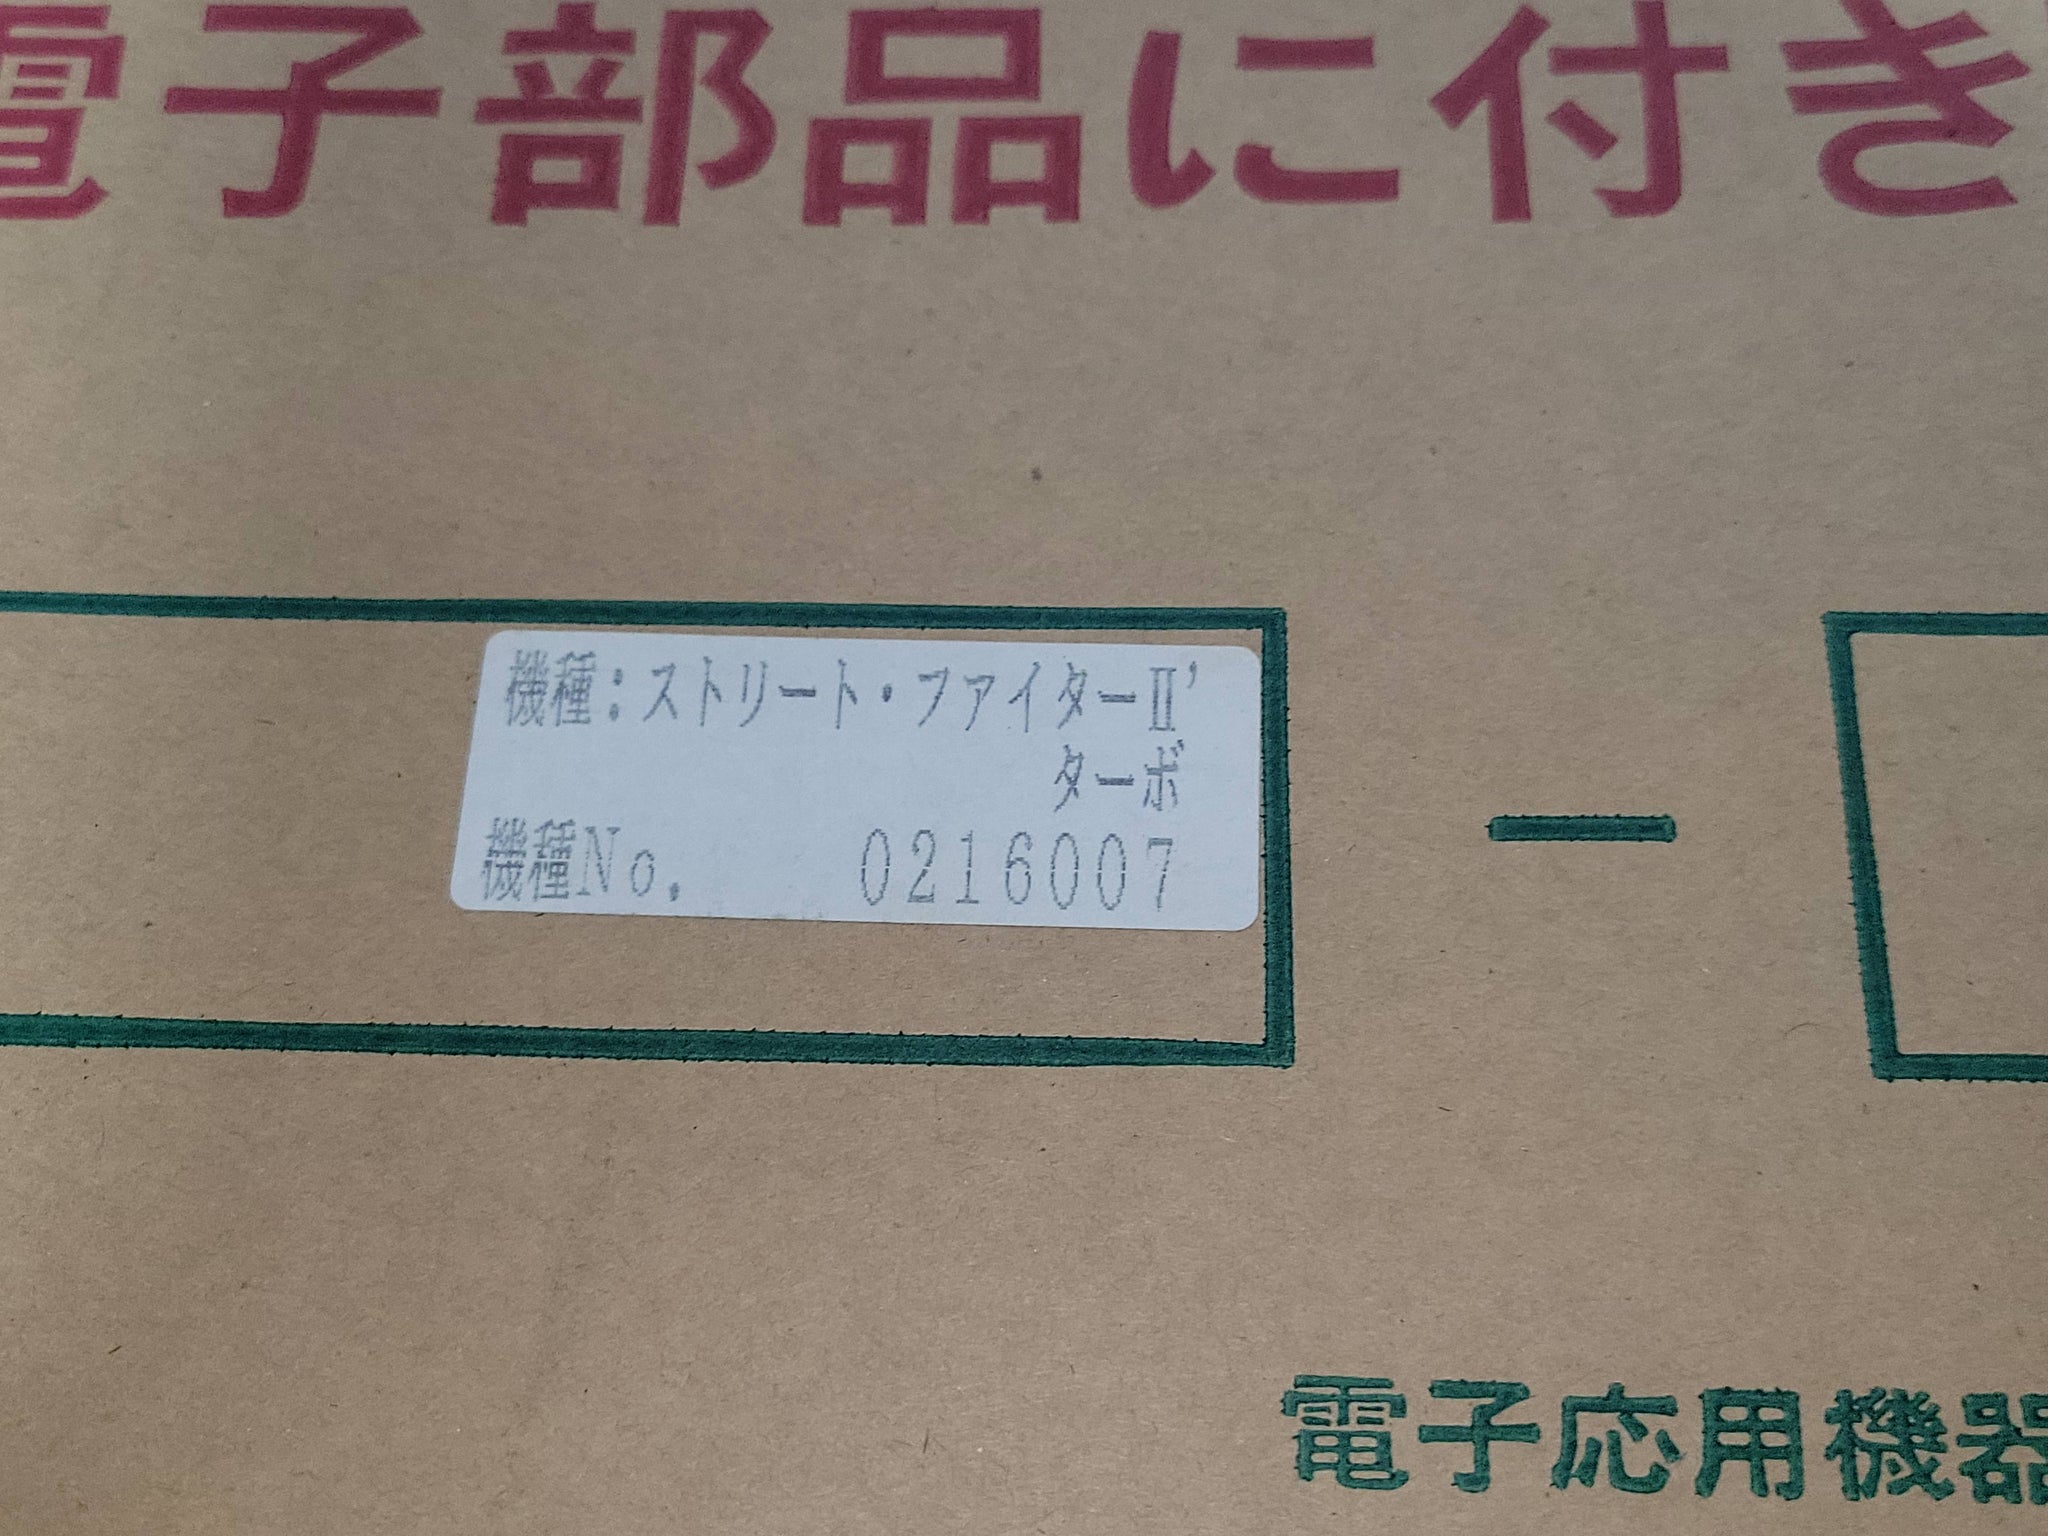 電子部品に付き
機種：ストリート・ファイターⅡ’
ターボ
機種No. 0216007
電子応用機器